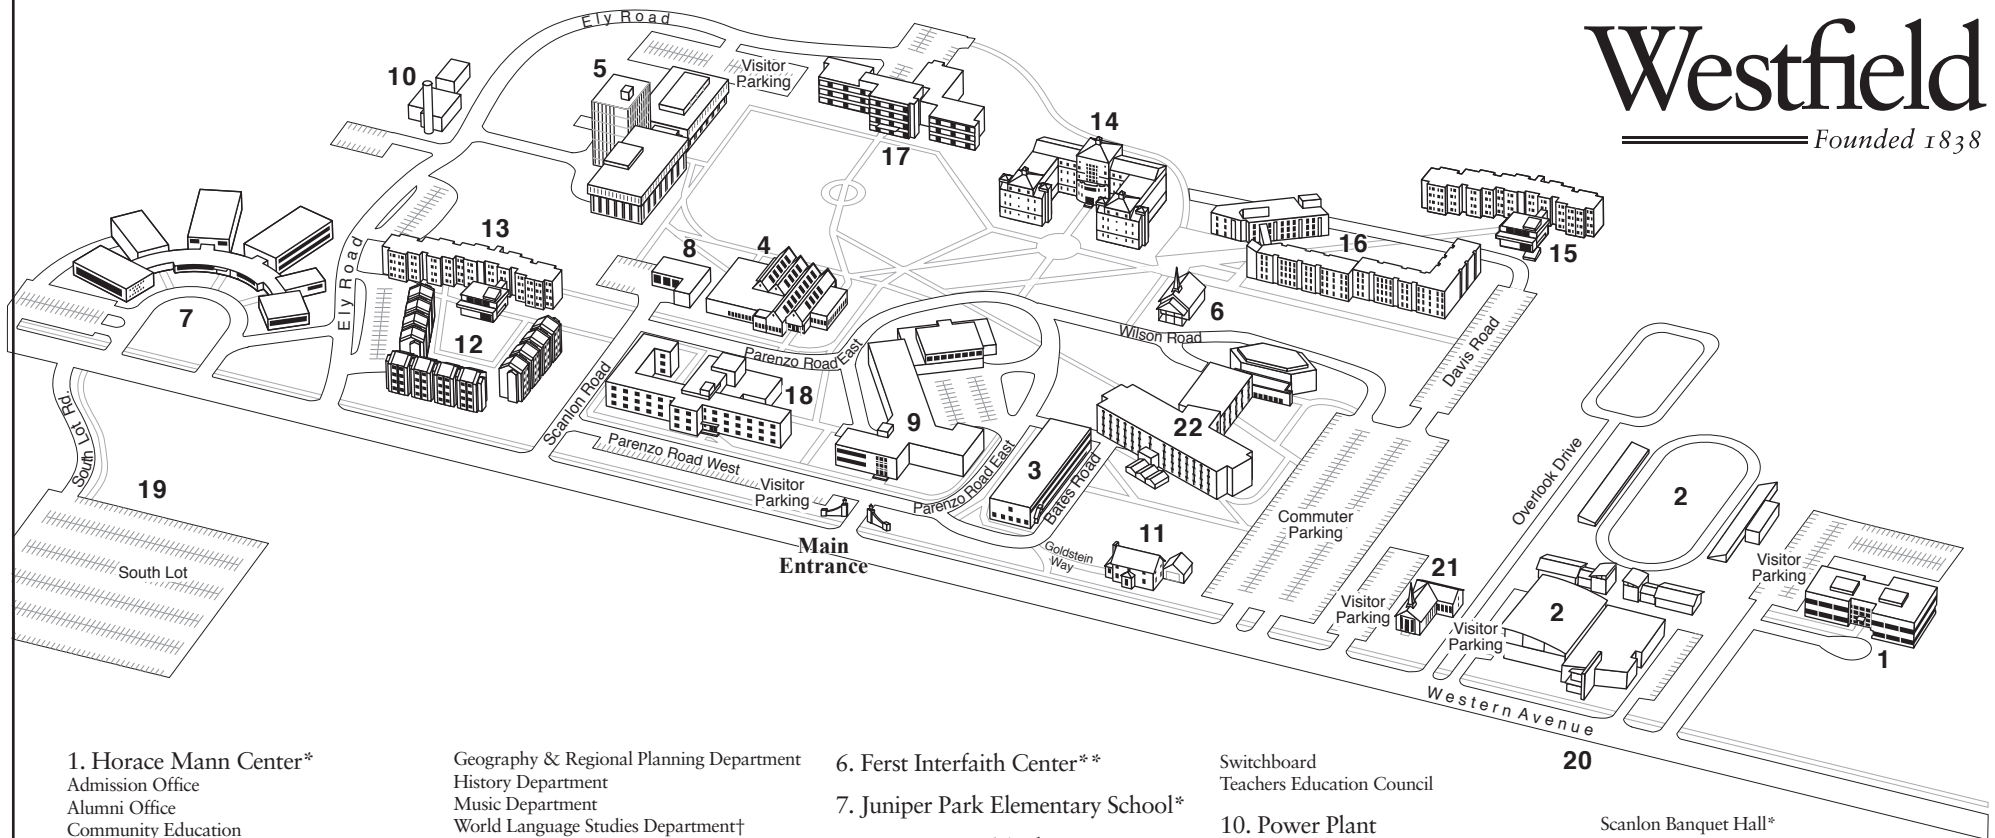 Westfield
Founded 1838
Ely Road
10
5
Visitor
Parking
17
14
13
8
4
16
15
6
7
Ely Road
12
Wilson Road
Parenzo Road East
Davis Road
18
Scanlon Road
9
22
South Lot Rd.
Parenzo Road West
Parenzo Road East
3
Bates Road
Overlook Drive
2
19
Visitor
Parking
Commuter
Parking
Main
Entrance
11
Goldstein
Way
South Lot
21
Visitor
Parking
Visitor
Parking
Visitor
Parking
2
1
Western Avenue
20
1. Horace Mann Center*
Admission Office
Alumni Office
Community Education
Geography & Regional Planning Department
History Department
Music Department
World Language Studies Department†
6. Ferst Interfaith Center**
7. Juniper Park Elementary School*
Switchboard
Teachers Education Council
10. Power Plant
Scanlon Banquet Hall*